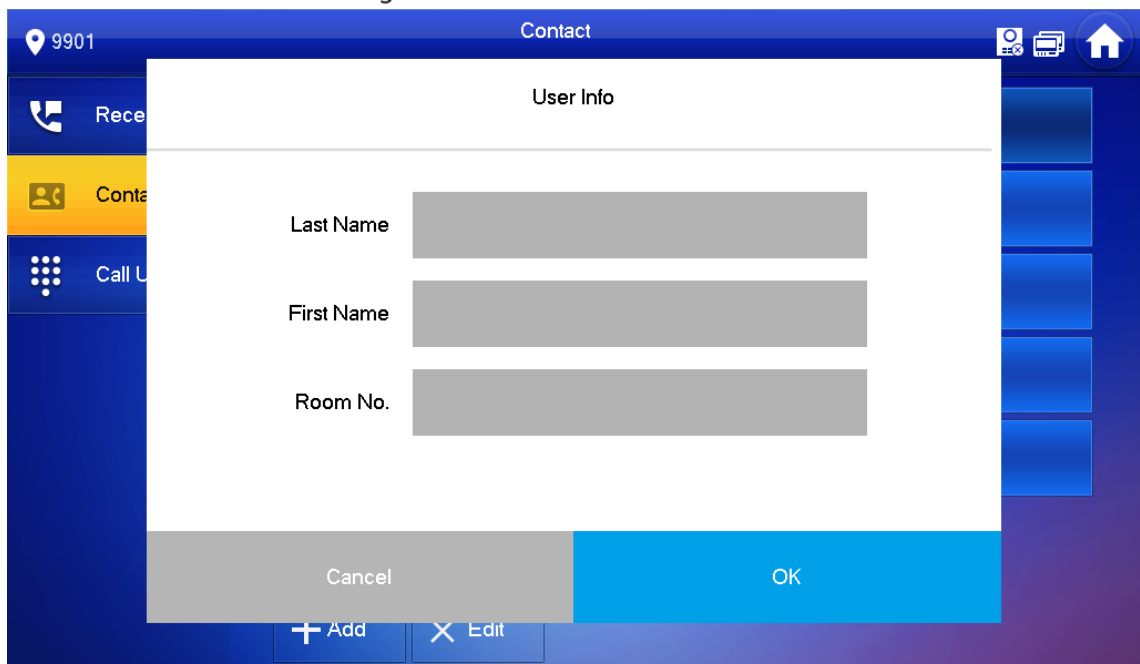 9901
Contact
User Info
Rece
Conta
Call U
Last Name
First Name
Room No.
Cancel
OK
Add
Edit